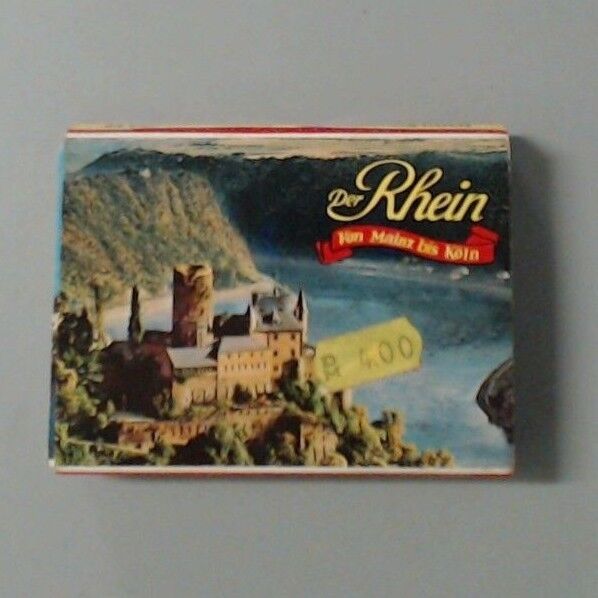 Der Rhein
Von Mainz bis Köln
4.00